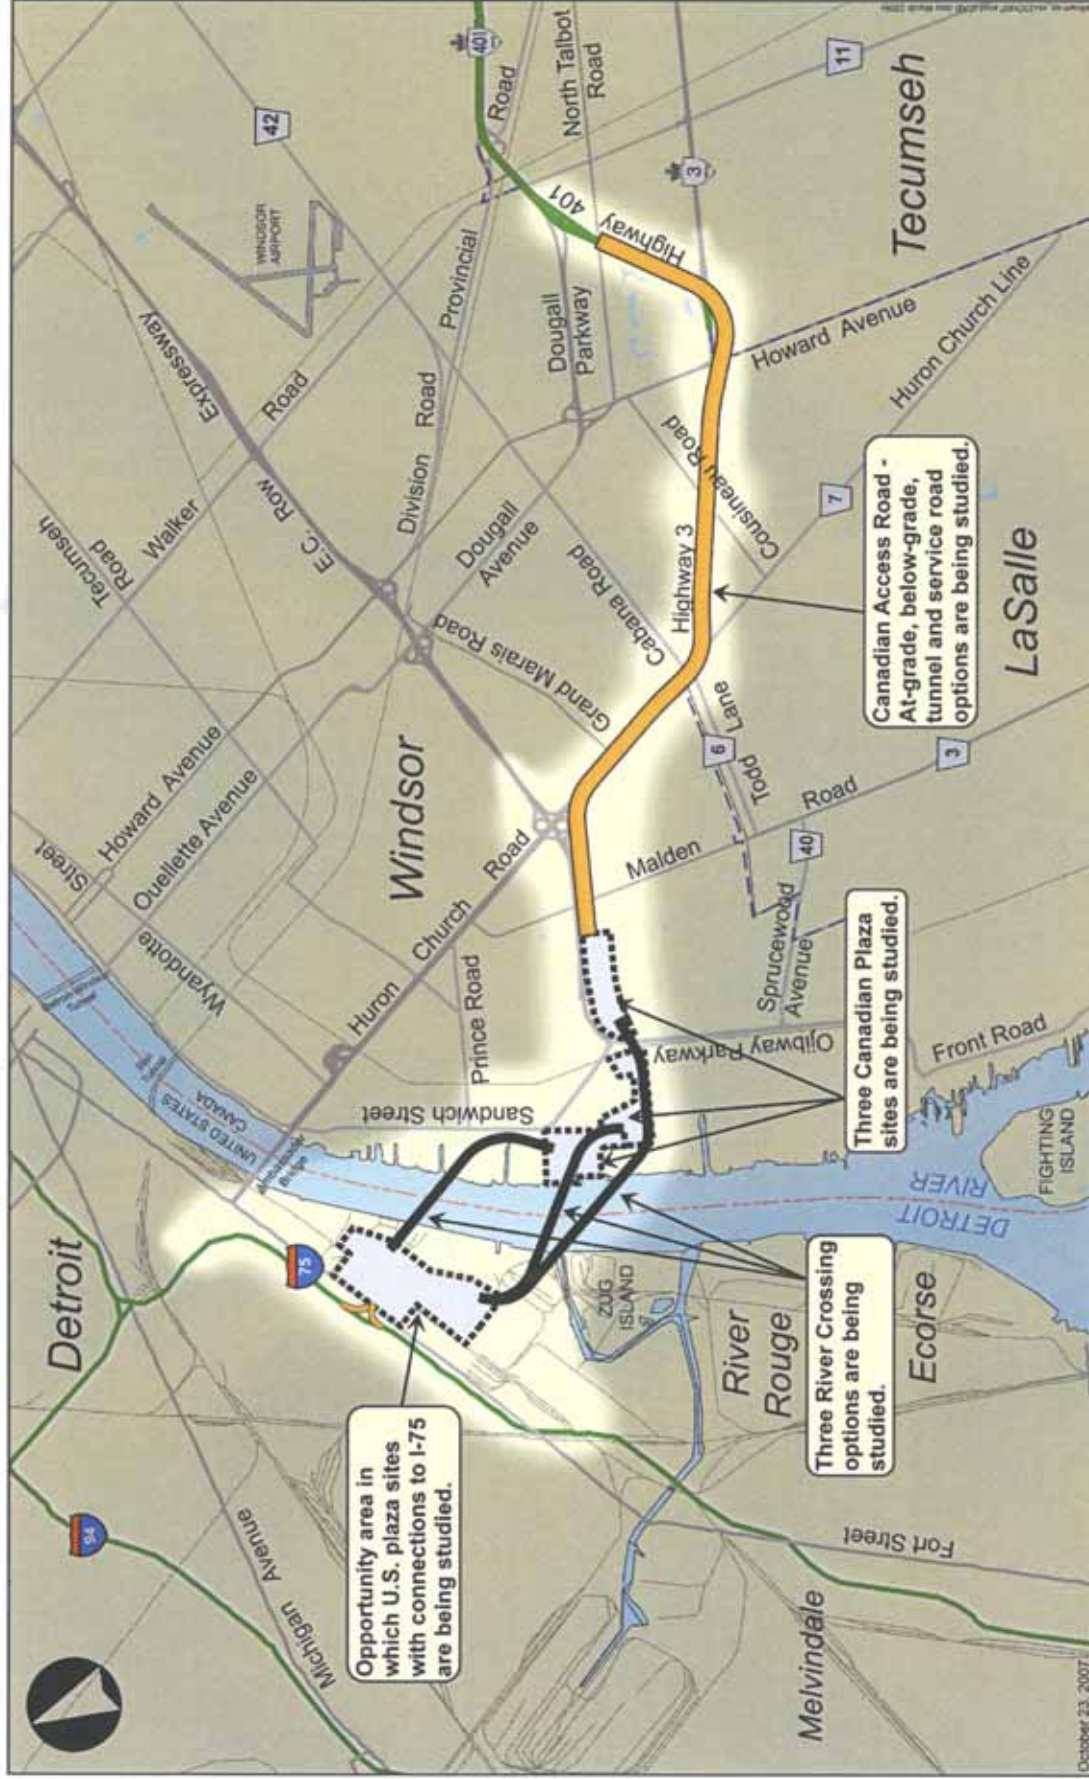 Detroit
94
Michigan
Avenue
75
Opportunity area in
which U.S. plaza sites
with connections to I-75
are being studied.
Melvindale
Fort Street
River
Rouge
Ecorse
ZUG
ISLAND
Three River Crossing
options are being
studied.
DETROIT
RIVER
FIGHTING
ISLAND
UNITED STATES
CANADA
Ambassador
Bridge
Wyandotte
Street
Howard Avenue
Ouellette Avenue
Tecumseh
Road
Walker
Road
E.C. Row Expressway
WINDSOR
AIRPORT
42
Windsor
Huron Church Road
Prince Road
Sandwich Street
Grand Marais Road
Dougall
Avenue
Division Road
Provincial Road
Dougall
Parkway
Cabana Road
Highway 3
Cousineau Road
Highway 401
401
North Talbot
Road
3
11
Tecumseh
Howard Avenue
Huron Church Line
7
Canadian Access Road -
At-grade, below-grade,
tunnel and service road
options are being studied.
LaSalle
Todd Lane
6
Malden Road
3
40
Sprucewood
Avenue
Ojibway Parkway
Front Road
Three Canadian Plaza
sites are being studied.
October 23, 2007